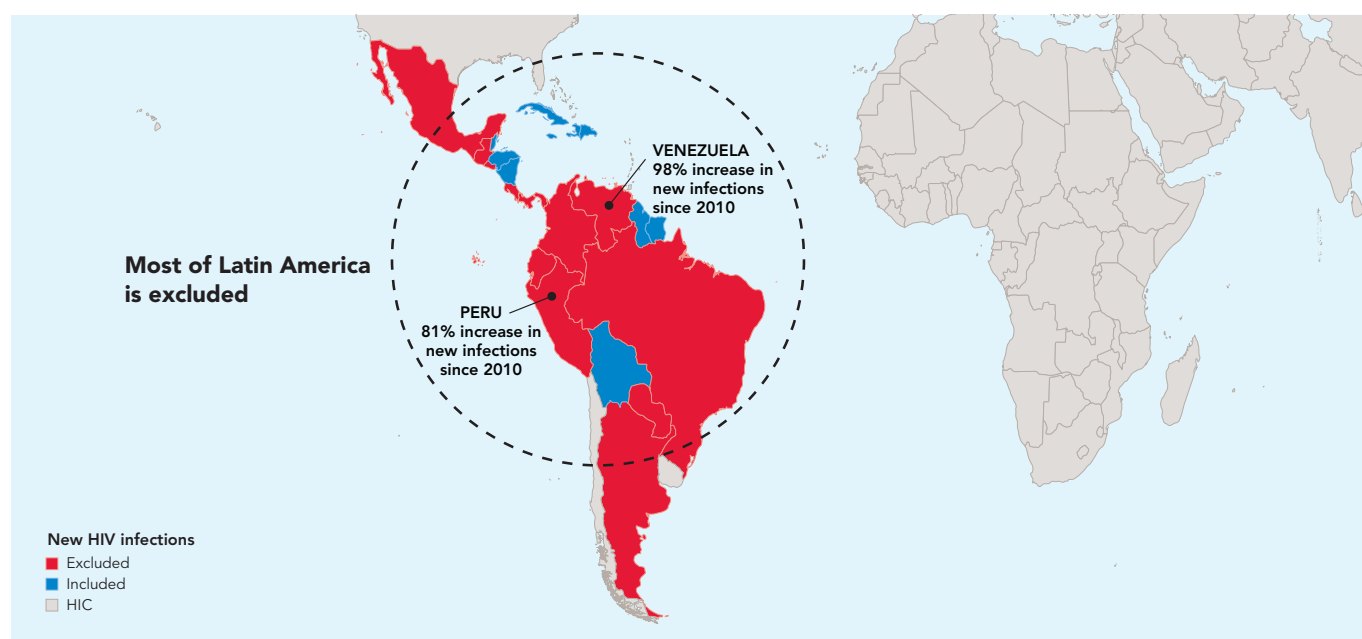 VENEZUELA
98% increase in
new infections
since 2010
Most of Latin America
is excluded
PERU
81% increase in
new infections
since 2010
New HIV infections
Excluded
Included
HIC